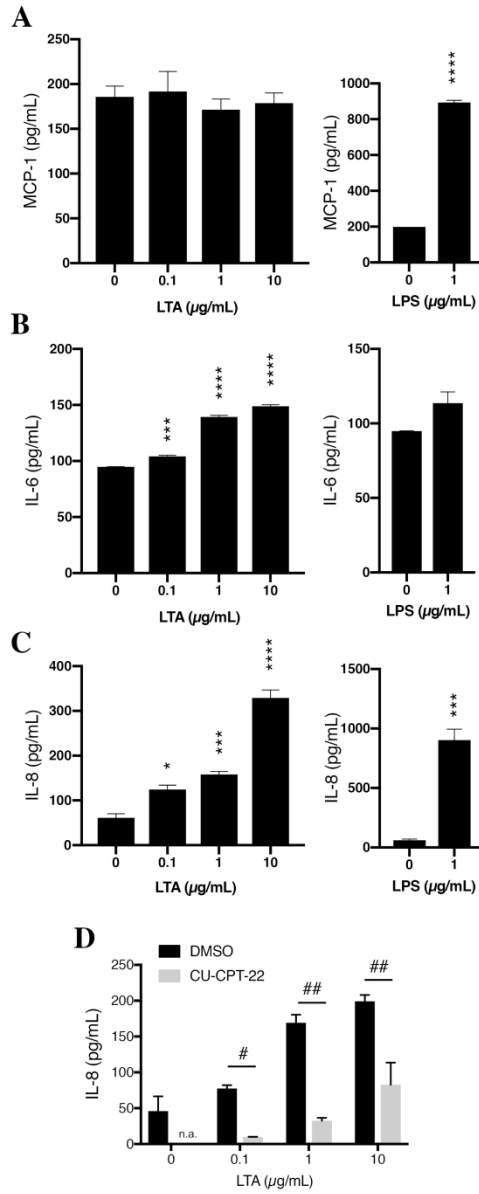 A
MCP-1 (pg/mL)
250
200
150
100
50
0
0 0.1 1 10
LTA (µg/mL)
MCP-1 (pg/mL)
1000
800
600
400
200
0
****
0 1
LPS (µg/mL)
B
IL-6 (pg/mL)
200
150
100
50
0
*** **** ****
0 0.1 1 10
LTA (µg/mL)
IL-6 (pg/mL)
150
100
50
0
0 1
LPS (µg/mL)
C
IL-8 (pg/mL)
400
300
200
100
0
* *** ****
0 0.1 1 10
LTA (µg/mL)
IL-8 (pg/mL)
1500
1000
500
0
***
0 1
LPS (µg/mL)
D
DMSO
CU-CPT-22
IL-8 (pg/mL)
250
200
150
100
50
0
# ## ##
n.a.
0 0.1 1 10
LTA (µg/mL)